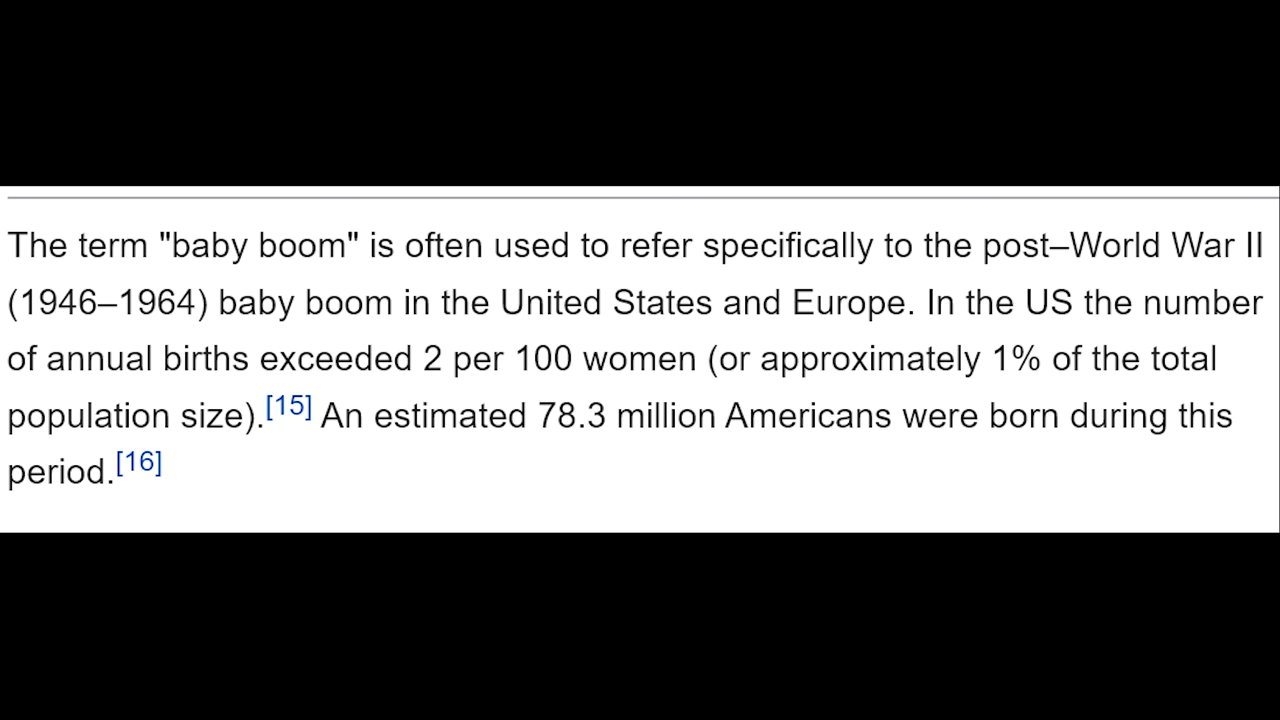 The term "baby boom" is often used to refer specifically to the post–World War II
(1946–1964) baby boom in the United States and Europe. In the US the number
of annual births exceeded 2 per 100 women (or approximately 1% of the total
population size).[15] An estimated 78.3 million Americans were born during this
period.[16]